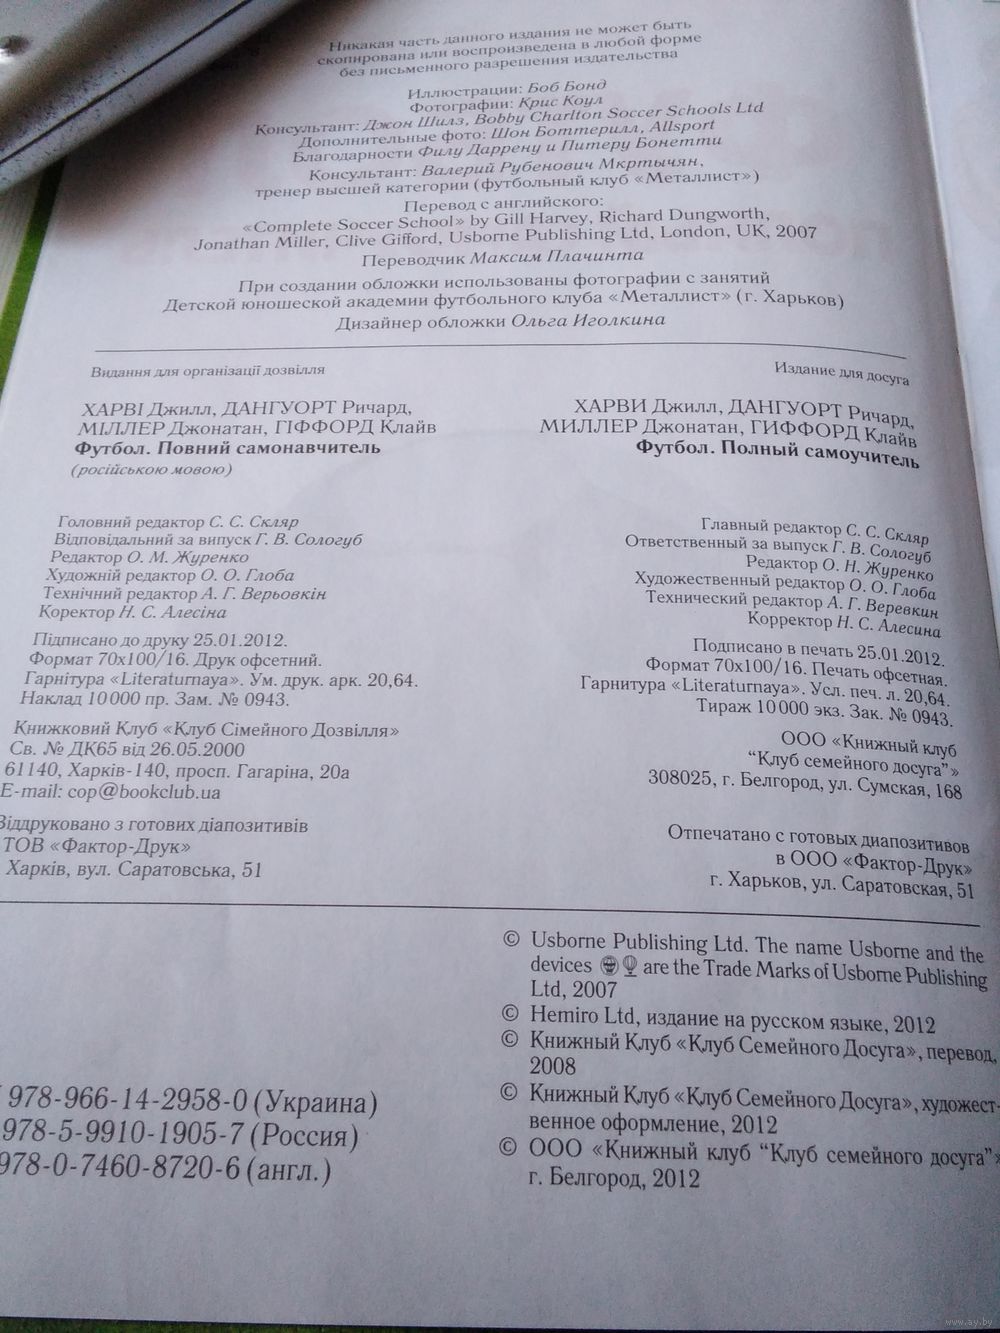 Никакая часть данного издания не может быть
скопирована или воспроизведена в любой форме
без письменного разрешения издательства
Иллюстрации: Боб Бонд
Фотографии: Крис Коул
Консультант: Джон Шилз, Bobby Charlton Soccer Schools Ltd
Дополнительные фото: Шон Боттерилл, Allsport
Благодарности Филу Даррену и Питеру Бонетти
Консультант: Валерий Рубенович Мкртычян,
тренер высшей категории (футбольный клуб «Металлист»)
Перевод с английского:
«Complete Soccer School» by Gill Harvey, Richard Dungworth,
Jonathan Miller, Clive Gifford, Usborne Publishing Ltd, London, UK, 2007
Переводчик Максим Плачинта
При создании обложки использованы фотографии с занятий
Детской юношеской академии футбольного клуба «Металлист» (г. Харьков)
Дизайнер обложки Ольга Иголкина
Видання для організації дозвілля
ХАРВІ Джилл, ДАНГУОРТ Ричард,
МІЛЛЕР Джонатан, ГІФФОРД Клайв
Футбол. Повний самонавчитель
(російською мовою)
Головний редактор С. С. Скляр
Відповідальний за випуск Г. В. Сологуб
Редактор О. М. Журенко
Художній редактор О. О. Глоба
Технічний редактор А. Г. Верьовкін
Коректор Н. С. Алесіна
Підписано до друку 25.01.2012.
Формат 70х100/16. Друк офсетний.
Гарнітура «Literaturnaya». Ум. друк. арк. 20,64.
Наклад 10 000 пр. Зам. № 0943.
Книжковий Клуб «Клуб Сімейного Дозвілля»
Св. № ДК65 від 26.05.2000
61140, Харків-140, просп. Гагаріна, 20а
E-mail: cop@bookclub.ua
Віддруковано з готових діапозитивів
ТОВ «Фактор-Друк»
Харків, вул. Саратовська, 51
Издание для досуга
ХАРВИ Джилл, ДАНГУОРТ Ричард,
МИЛЛЕР Джонатан, ГИФФОРД Клайв
Футбол. Полный самоучитель
Главный редактор С. С. Скляр
Ответственный за выпуск Г. В. Сологуб
Редактор О. Н. Журенко
Художественный редактор О. О. Глоба
Технический редактор А. Г. Веревкин
Корректор Н. С. Алесина
Подписано в печать 25.01.2012.
Формат 70х100/16. Печать офсетная.
Гарнитура «Literaturnaya». Усл. печ. л. 20,64.
Тираж 10 000 экз. Зак. № 0943.
ООО «Книжный клуб
“Клуб семейного досуга”»
308025, г. Белгород, ул. Сумская, 168
Отпечатано с готовых диапозитивов
в ООО «Фактор-Друк»
г. Харьков, ул. Саратовская, 51
978-966-14-2958-0 (Украина)
978-5-9910-1905-7 (Россия)
978-0-7460-8720-6 (англ.)
© Usborne Publishing Ltd. The name Usborne and the
devices are the Trade Marks of Usborne Publishing
Ltd, 2007
© Hemiro Ltd, издание на русском языке, 2012
© Книжный Клуб «Клуб Семейного Досуга», перевод,
2008
© Книжный Клуб «Клуб Семейного Досуга», художест-
венное оформление, 2012
© ООО «Книжный клуб “Клуб семейного досуга”»
г. Белгород, 2012
www.ay.by